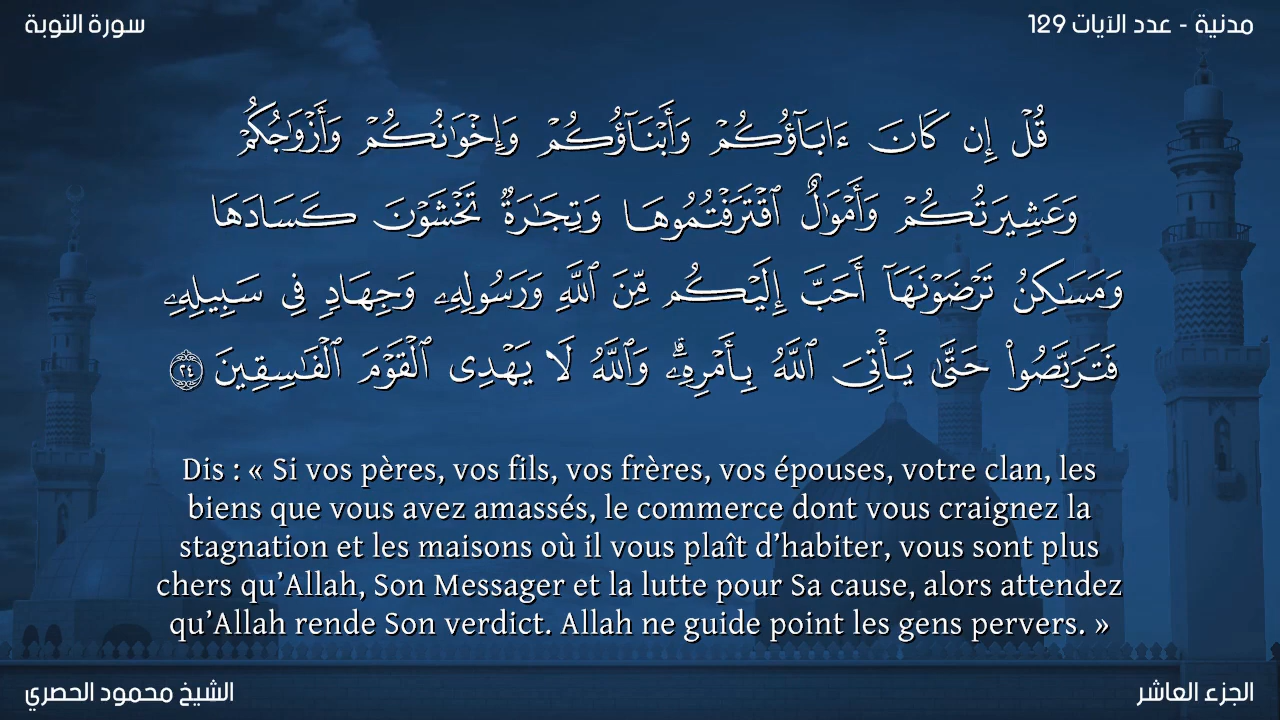 سورة التوبة
مدنية - عدد الآيات 129
قُلْ إِن كَانَ ءَابَآؤُكُمْ وَأَبْنَآؤُكُمْ وَإِخْوَٰنُكُمْ وَأَزْوَٰجُكُمْ
وَعَشِيرَتُكُمْ وَأَمْوَٰلٌ ٱقْتَرَفْتُمُوهَا وَتِجَٰرَةٌ تَخْشَوْنَ كَسَادَهَا
وَمَسَٰكِنُ تَرْضَوْنَهَآ أَحَبَّ إِلَيْكُم مِّنَ ٱللَّهِ وَرَسُولِهِۦ وَجِهَادٍ فِى سَبِيلِهِۦ
فَتَرَبَّصُوا۟ حَتَّىٰ يَأْتِىَ ٱللَّهُ بِأَمْرِهِۦ ۗ وَٱللَّهُ لَا يَهْدِى ٱلْقَوْمَ ٱلْفَٰسِقِينَ ٢٤
Dis : « Si vos pères, vos fils, vos frères, vos épouses, votre clan, les
biens que vous avez amassés, le commerce dont vous craignez la
stagnation et les maisons où il vous plaît d’habiter, vous sont plus
chers qu’Allah, Son Messager et la lutte pour Sa cause, alors attendez
qu’Allah rende Son verdict. Allah ne guide point les gens pervers. »
الشيخ محمود الحصري
الجزء العاشر